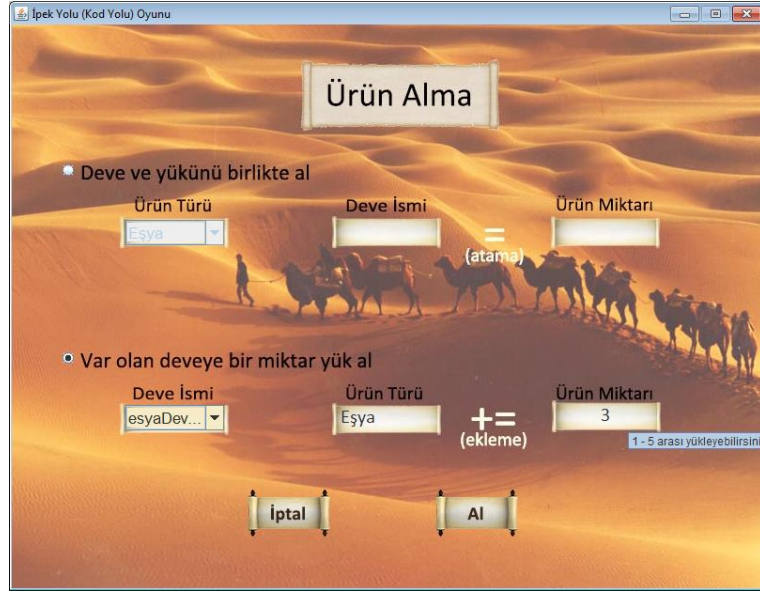 İpek Yolu (Kod Yolu) Oyunu
Ürün Alma
Deve ve yükünü birlikte al
Ürün Türü Deve İsmi Ürün Miktarı
Eşya =
(atama)
Var olan deveye bir miktar yük al
Deve İsmi Ürün Türü Ürün Miktarı
esyaDev... Eşya += 3
(ekleme)
1 - 5 arası yükleyebilirsini
İptal Al